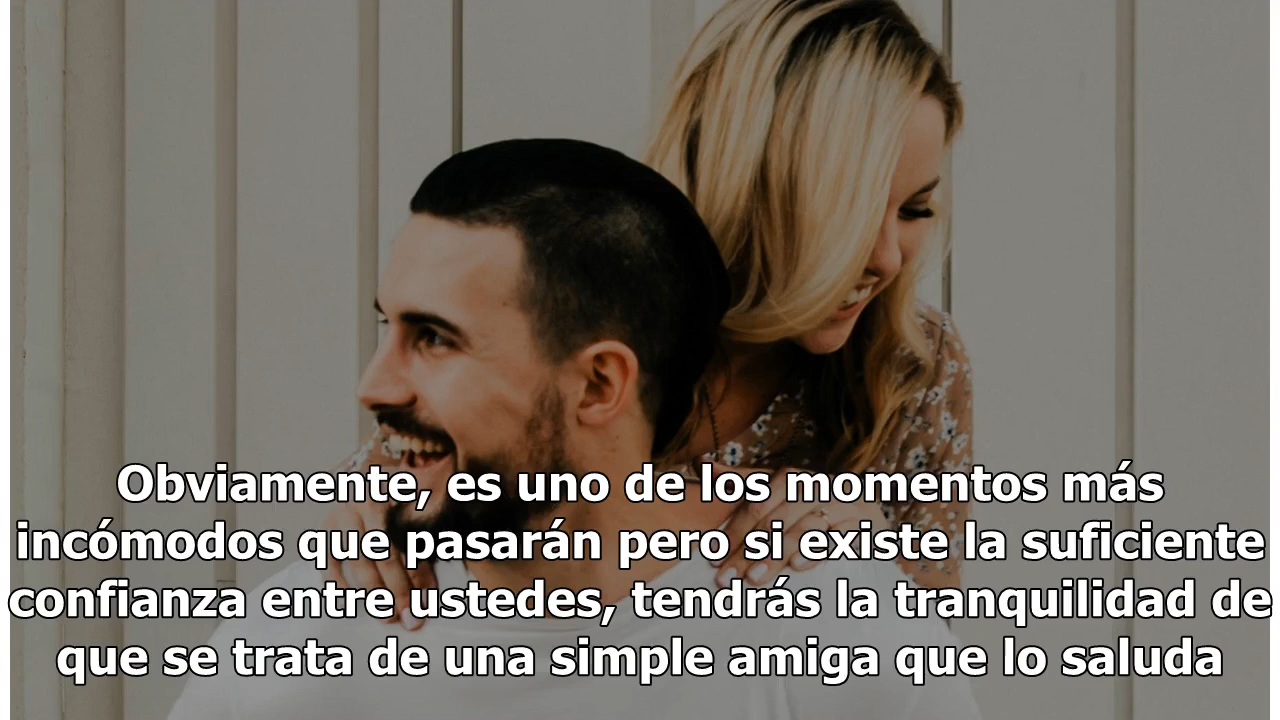 Obviamente, es uno de los momentos más
incómodos que pasarán pero si existe la suficiente
confianza entre ustedes, tendrás la tranquilidad de
que se trata de una simple amiga que lo saluda